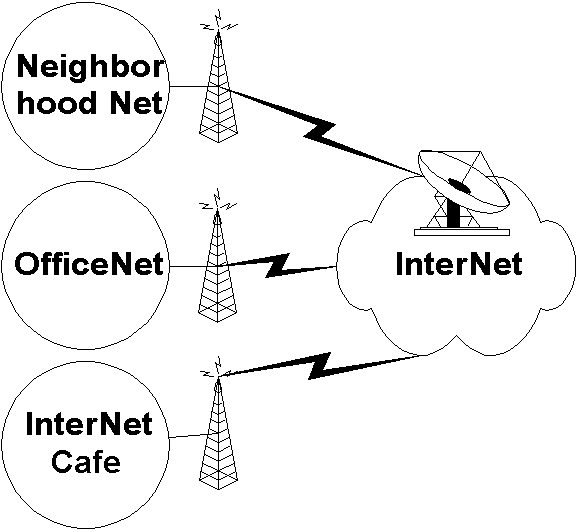 Neighbor
hood Net
OfficeNet
InterNet
InterNet
Cafe